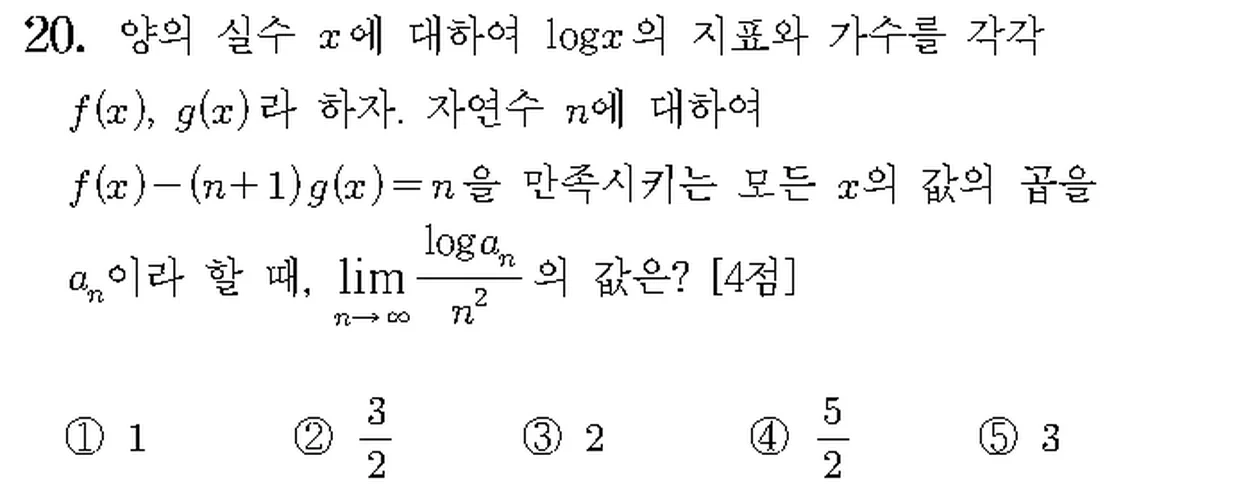 20. 양의 실수 x에 대하여 logx의 지표와 가수를 각각
f(x), g(x)라 하자. 자연수 n에 대하여
f(x)-(n+1)g(x)=n을 만족시키는 모든 x의 값의 곱을
aₙ이라 할 때, lim_{n→∞} (log aₙ)/(n²) 의 값은? [4점]
① 1 ② 3/2 ③ 2 ④ 5/2 ⑤ 3